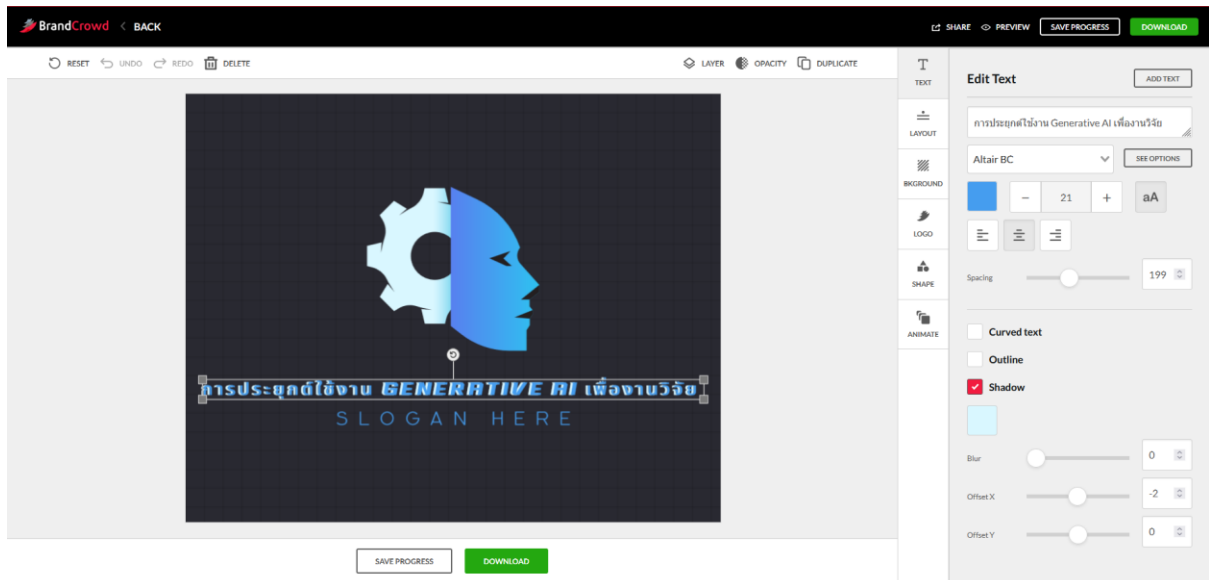 BrandCrowd < BACK
SHARE PREVIEW SAVE PROGRESS DOWNLOAD
RESET UNDO REDO DELETE
LAYER OPACITY DUPLICATE
TEXT
LAYOUT
BKGROUND
LOGO
SHAPE
ANIMATE
Edit Text ADD TEXT
การประยุกต์ใช้งาน Generative AI เพื่องานวิจัย
Altair BC SEE OPTIONS
− 21 + aA
Spacing 199
Curved text
Outline
Shadow
Blur 0
Offset X -2
Offset Y 0
การประยุกต์ใช้งาน GENERATIVE AI เพื่องานวิจัย
SLOGAN HERE
SAVE PROGRESS DOWNLOAD